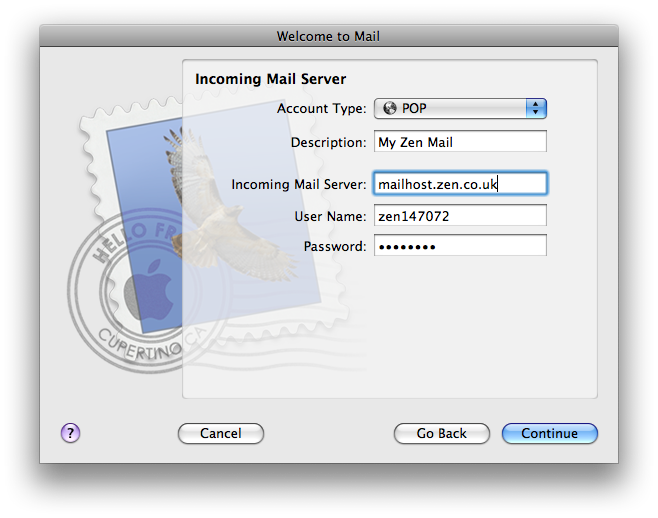 Welcome to Mail
Incoming Mail Server
Account Type: POP
Description: My Zen Mail
Incoming Mail Server: mailhost.zen.co.uk
User Name: zen147072
Password: ••••••••
HELLO FR
CUPERTINO, CA
? Cancel Go Back Continue